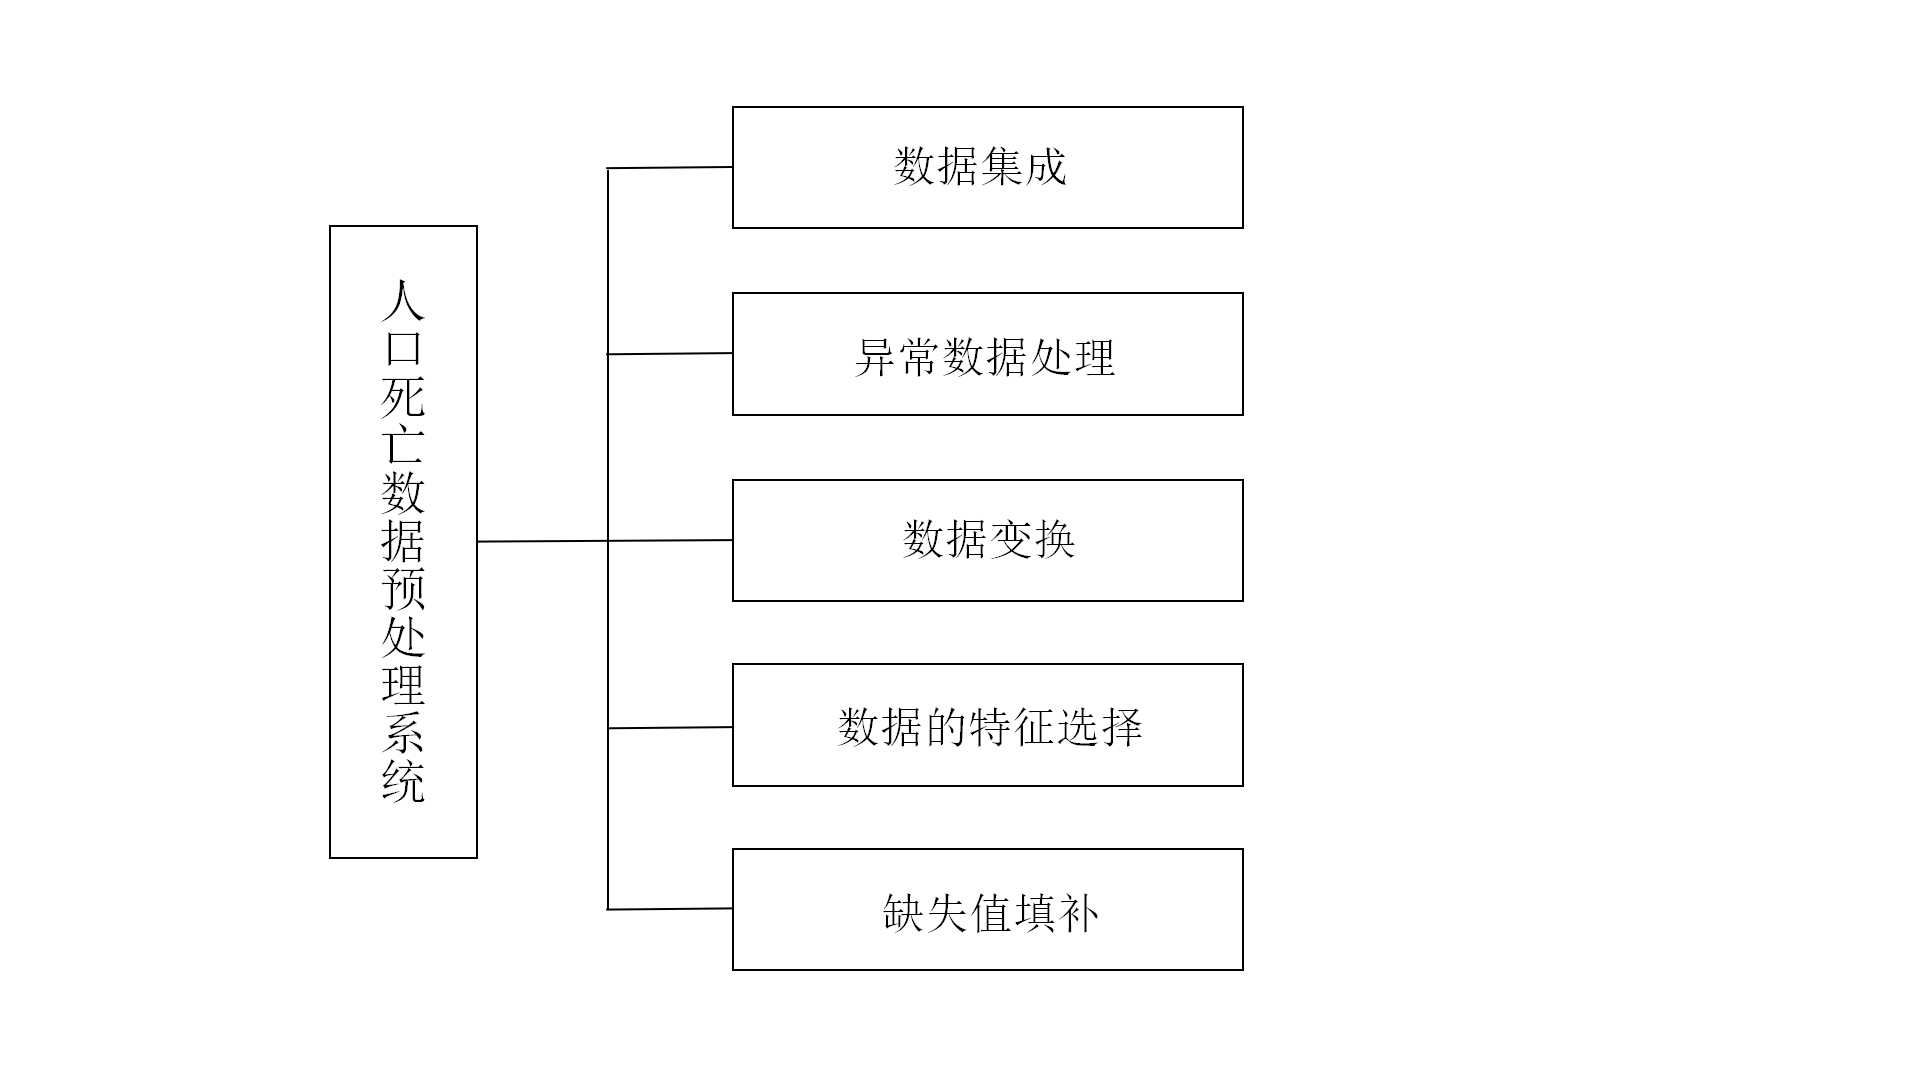 人口死亡数据预处理系统
数据集成
异常数据处理
数据变换
数据的特征选择
缺失值填补